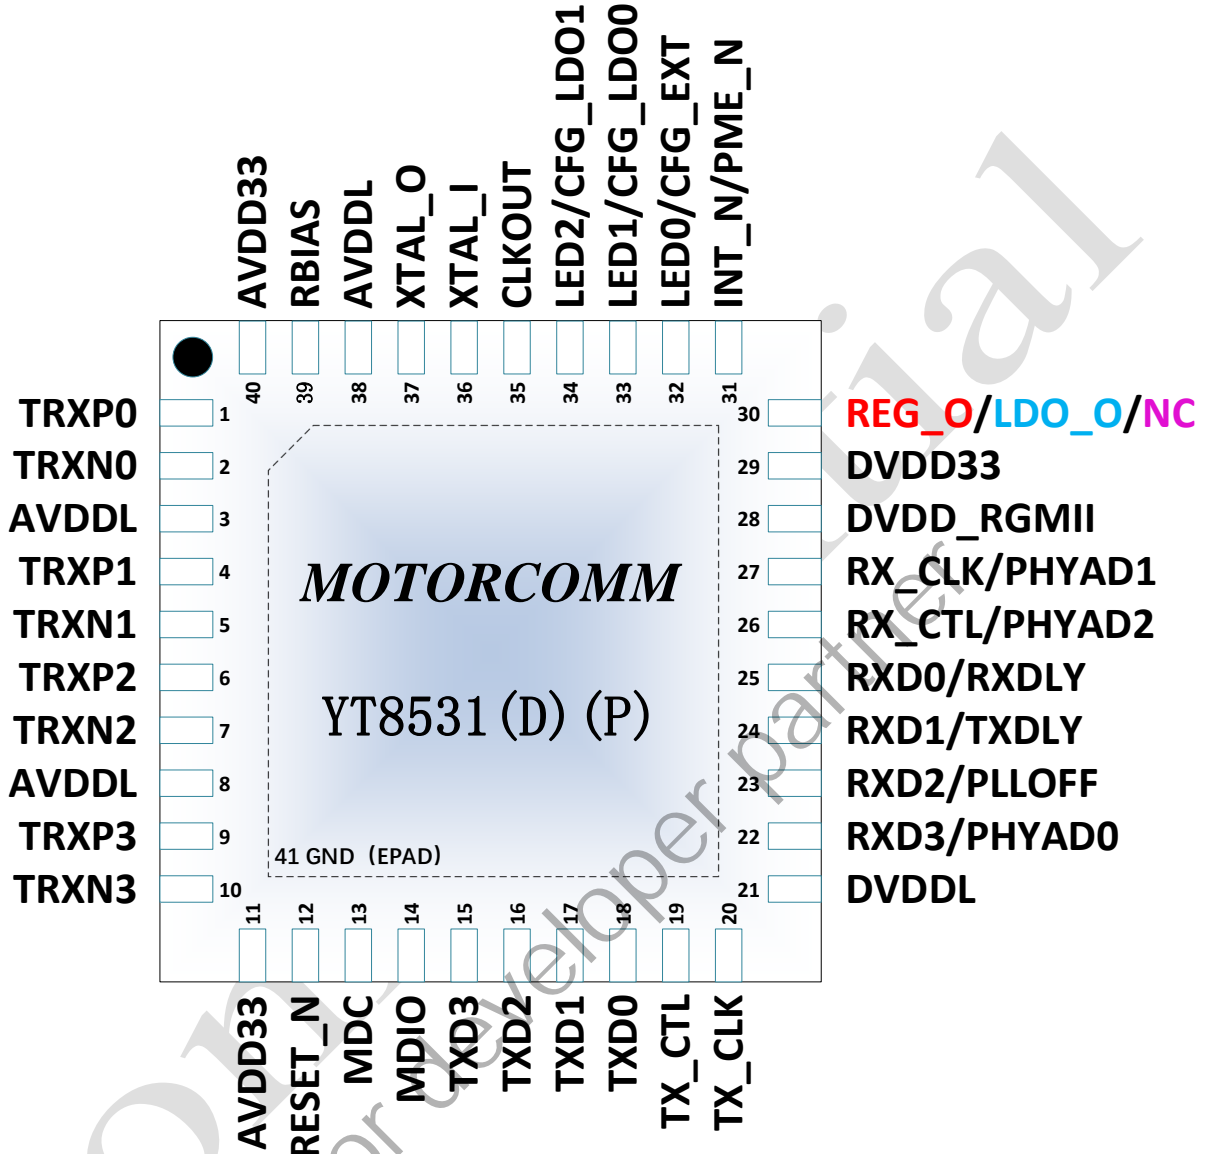 AVDD33
RBIAS
AVDDL
XTAL_O
XTAL_I
CLKOUT
LED2/CFG_LDO1
LED1/CFG_LDO0
LED0/CFG_EXT
INT_N/PME_N
40
39
38
37
36
35
34
33
32
31
TRXP0 1
TRXN0 2
AVDDL 3
TRXP1 4
TRXN1 5
TRXP2 6
TRXN2 7
AVDDL 8
TRXP3 9
TRXN3 10
MOTORCOMM
YT8531(D)(P)
41 GND (EPAD)
30 REG_O/LDO_O/NC
29 DVDD33
28 DVDD_RGMII
27 RX_CLK/PHYAD1
26 RX_CTL/PHYAD2
25 RXD0/RXDLY
24 RXD1/TXDLY
23 RXD2/PLLOFF
22 RXD3/PHYAD0
21 DVDDL
11
12
13
14
15
16
17
18
19
20
AVDD33
RESET_N
MDC
MDIO
TXD3
TXD2
TXD1
TXD0
TX_CTL
TX_CLK
developer partner